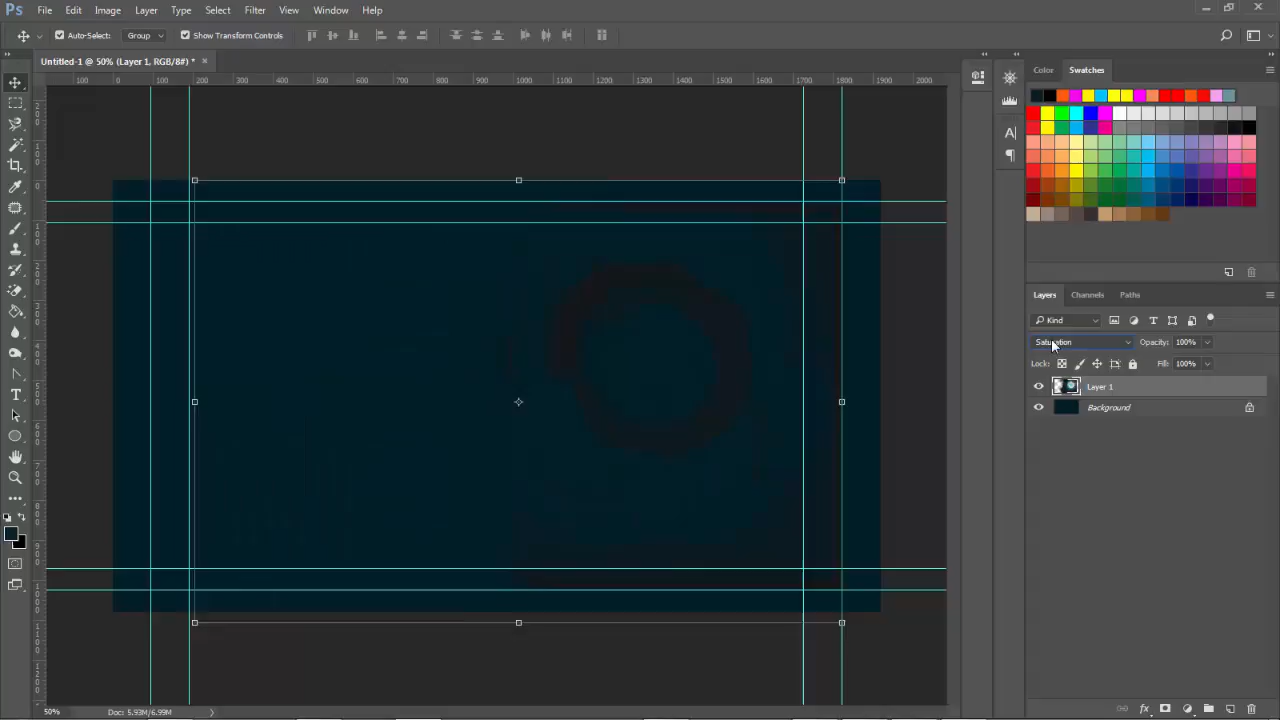 Ps File Edit Image Layer Type Select Filter View Window Help
Auto-Select: Group Show Transform Controls
Untitled-1 @ 50% (Layer 1, RGB/8#) * ×
100 0 100 200 300 400 500 600 700 800 900 1000 1100 1200 1300 1400 1500 1600 1700 1800 1900 2000
Color Swatches
Layers Channels Paths
Kind
Saturation Opacity: 100%
Lock: Fill: 100%
Layer 1
Background
50% Doc: 5.93M/6.99M